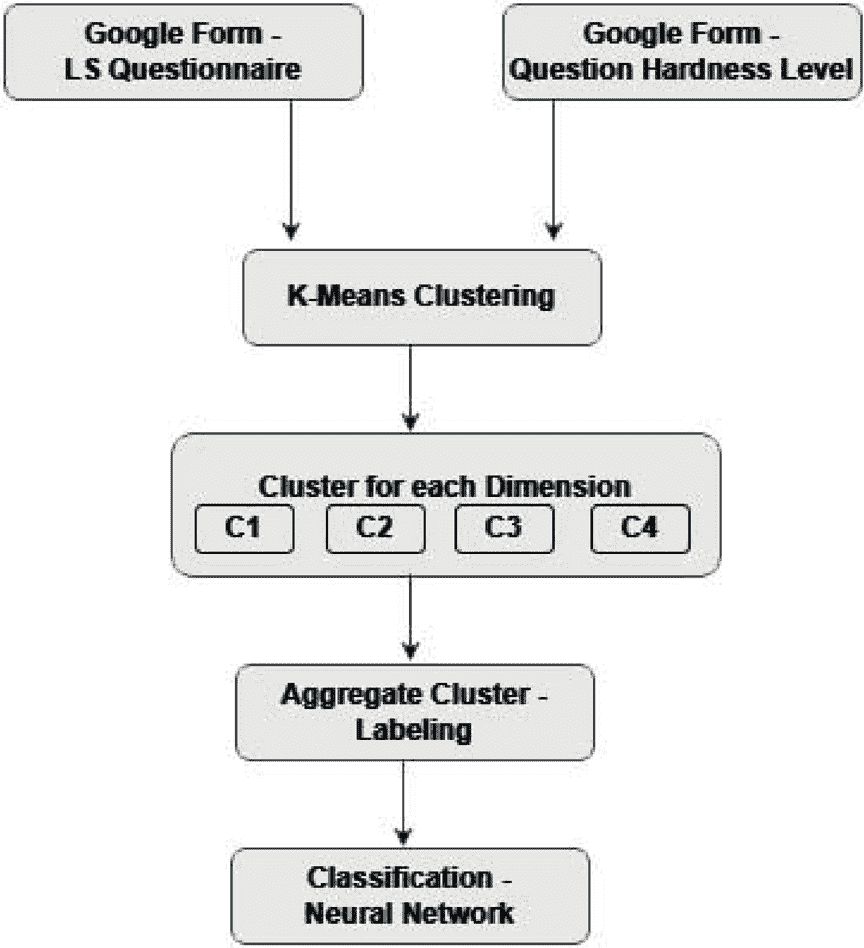 Google Form -
LS Questionnaire
Google Form -
Question Hardness Level
K-Means Clustering
Cluster for each Dimension
C1
C2
C3
C4
Aggregate Cluster -
Labeling
Classification -
Neural Network